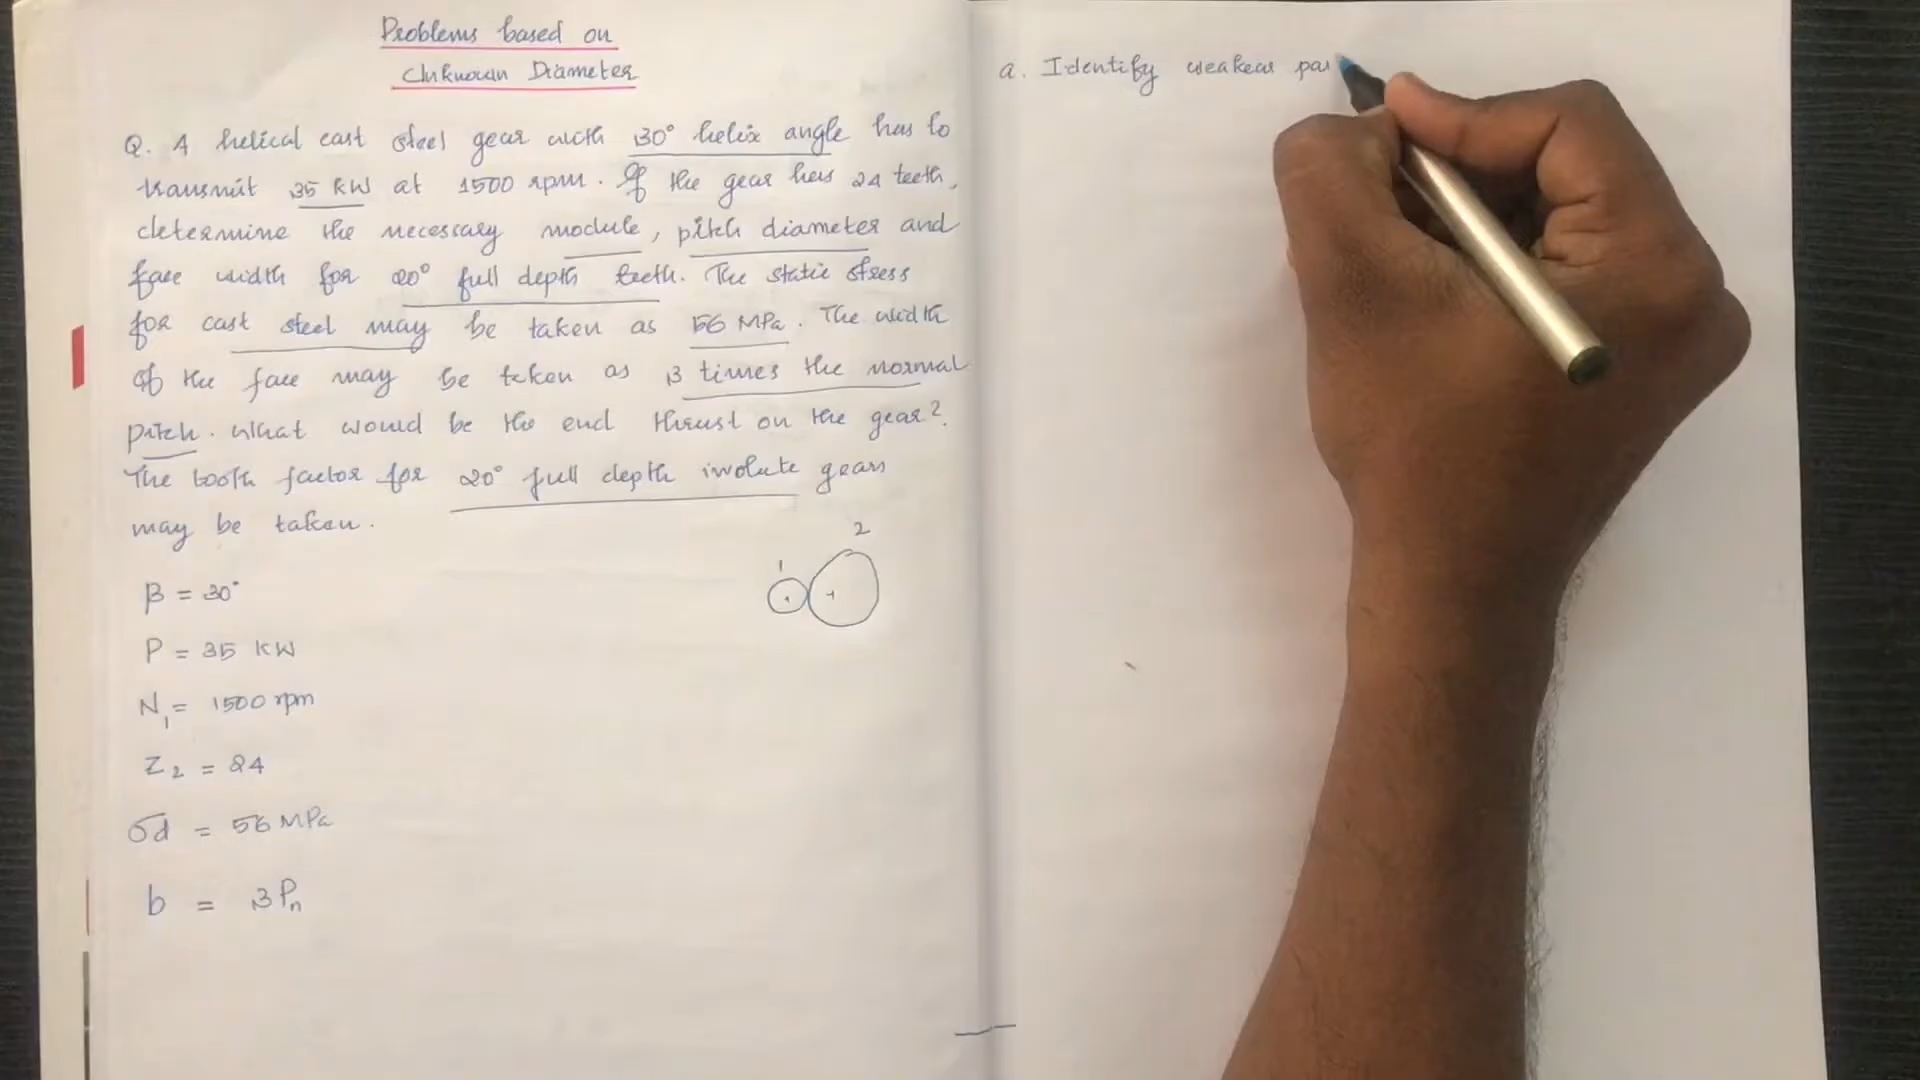 Problems based on
Unknown Diameter
Q. A helical cast steel gear with 30° helix angle has to
transmit 35 KW at 1500 rpm. If the gear has 24 teeth,
determine the necessary module, pitch diameter and
face width for 20° full depth teeth. The static stress
for cast steel may be taken as 56 MPa. The width
of the face may be taken as 3 times the normal
pitch. What would be the end thrust on the gear?
The tooth factor for 20° full depth involute gears
may be taken.
1 2
β = 30°
P = 35 KW
N₁ = 1500 rpm
Z₂ = 24
σd = 56 MPa
b = 3Pn
a. Identify weaker par